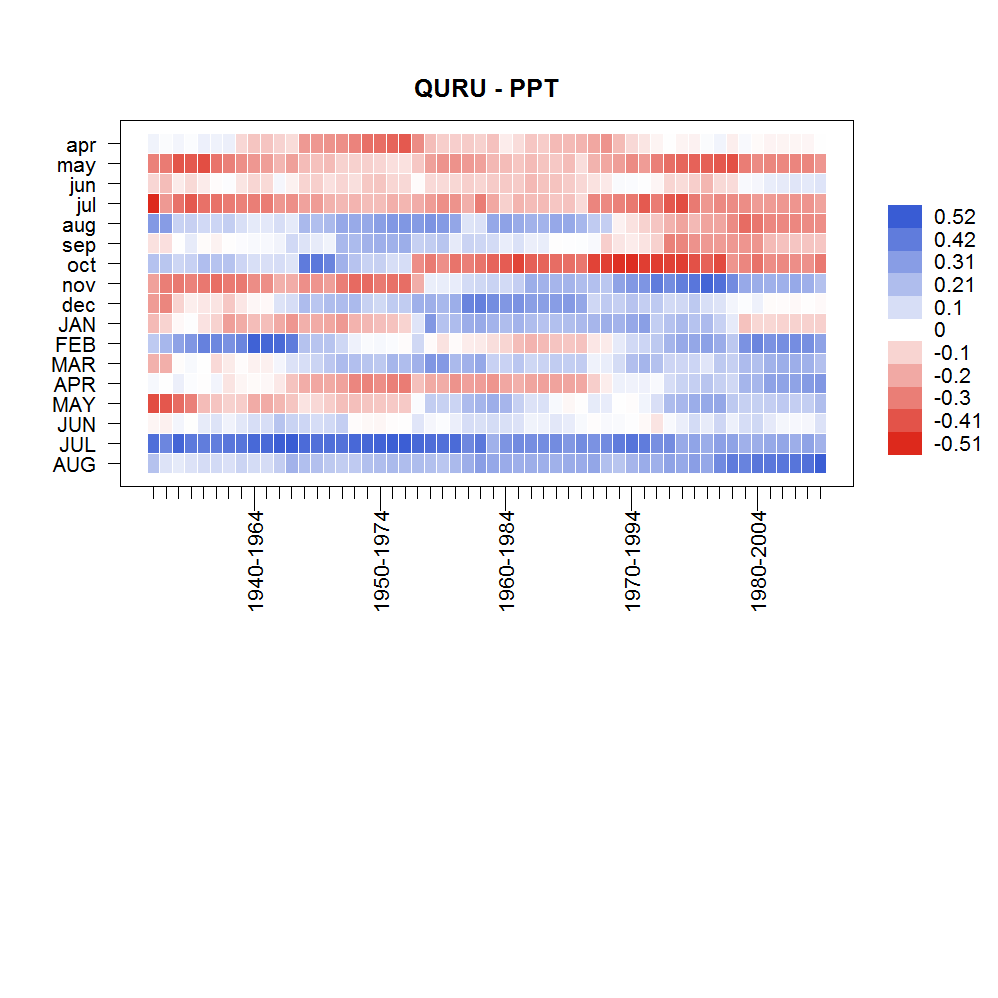 QURU - PPT
apr
may
jun
jul
aug
sep
oct
nov
dec
JAN
FEB
MAR
APR
MAY
JUN
JUL
AUG
0.52
0.42
0.31
0.21
0.1
0
-0.1
-0.2
-0.3
-0.41
-0.51
1940-1964
1950-1974
1960-1984
1970-1994
1980-2004